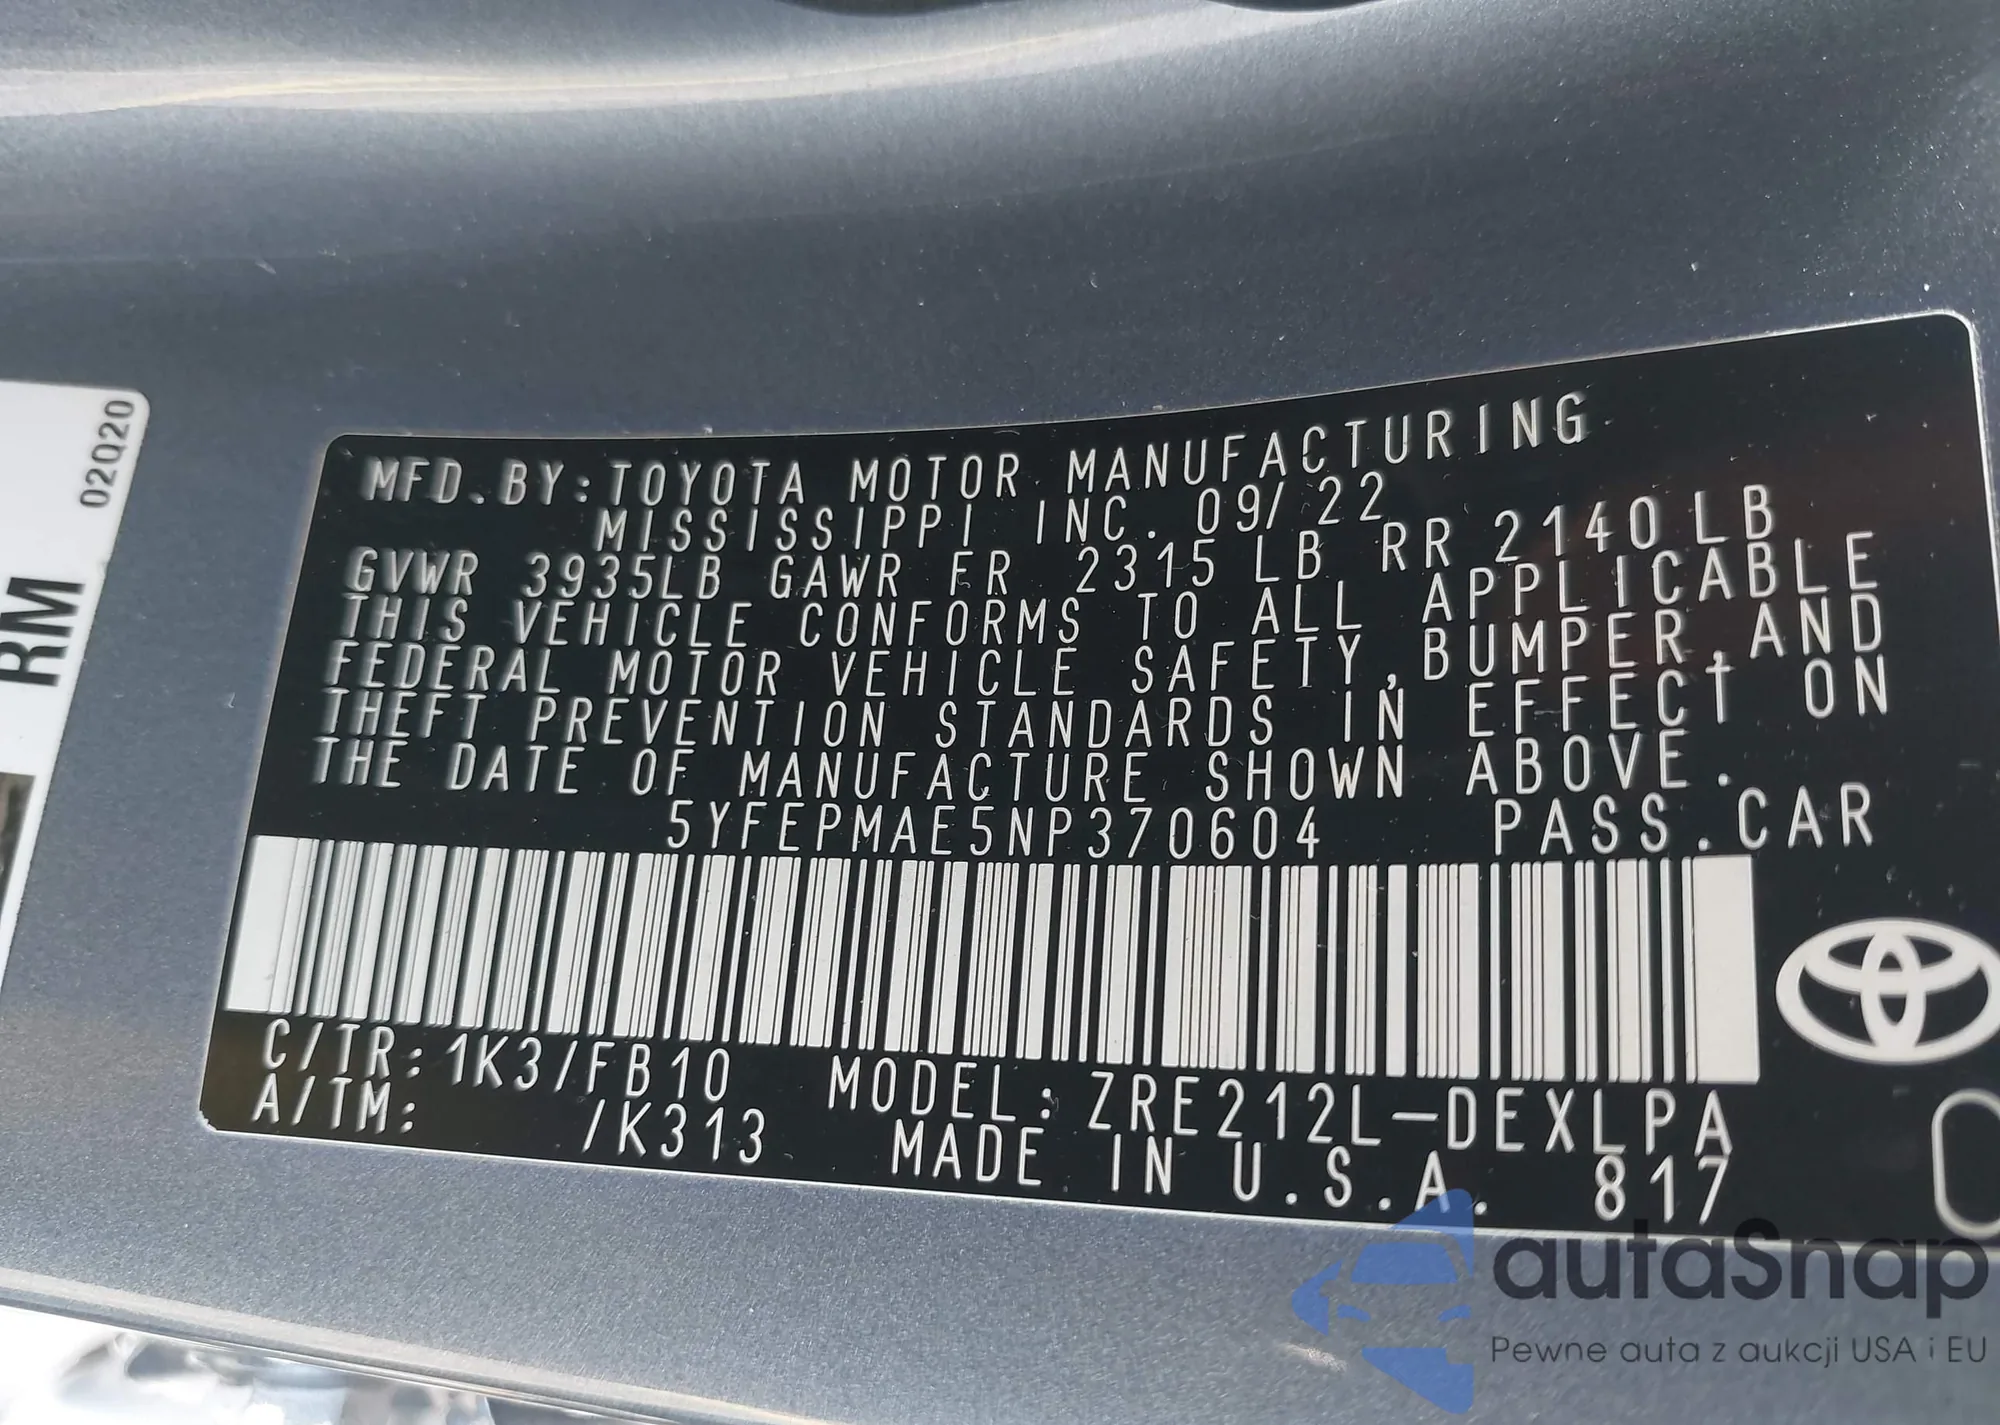 02Q20
RM
MFD.BY:TOYOTA MOTOR MANUFACTURING
MISSISSIPPI INC. 09/22
GVWR 3935LB GAWR FR 2315 LB RR 2140LB
THIS VEHICLE CONFORMS TO ALL APPLICABLE
FEDERAL MOTOR VEHICLE SAFETY,BUMPER,AND
THEFT PREVENTION STANDARDS IN EFFECT ON
THE DATE OF MANUFACTURE SHOWN ABOVE.
5YFEPMAE5NP370604 PASS.CAR
C/TR:1K3/FB10 MODEL:ZRE212L-DEXLPA
A/TM: /K313 MADE IN U.S.A. 817
autaSnap
Pewne auta z aukcji USA i EU